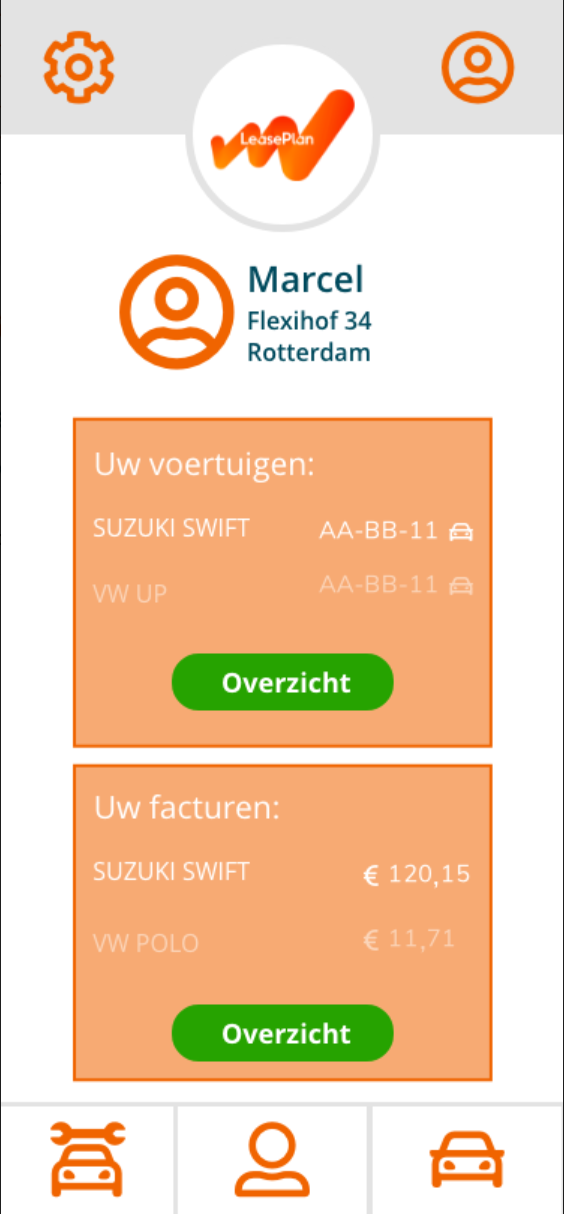 LeasePlan
Marcel
Flexihof 34
Rotterdam
Uw voertuigen:
SUZUKI SWIFT AA-BB-11
VW UP AA-BB-11
Overzicht
Uw facturen:
SUZUKI SWIFT € 120,15
VW POLO € 11,71
Overzicht